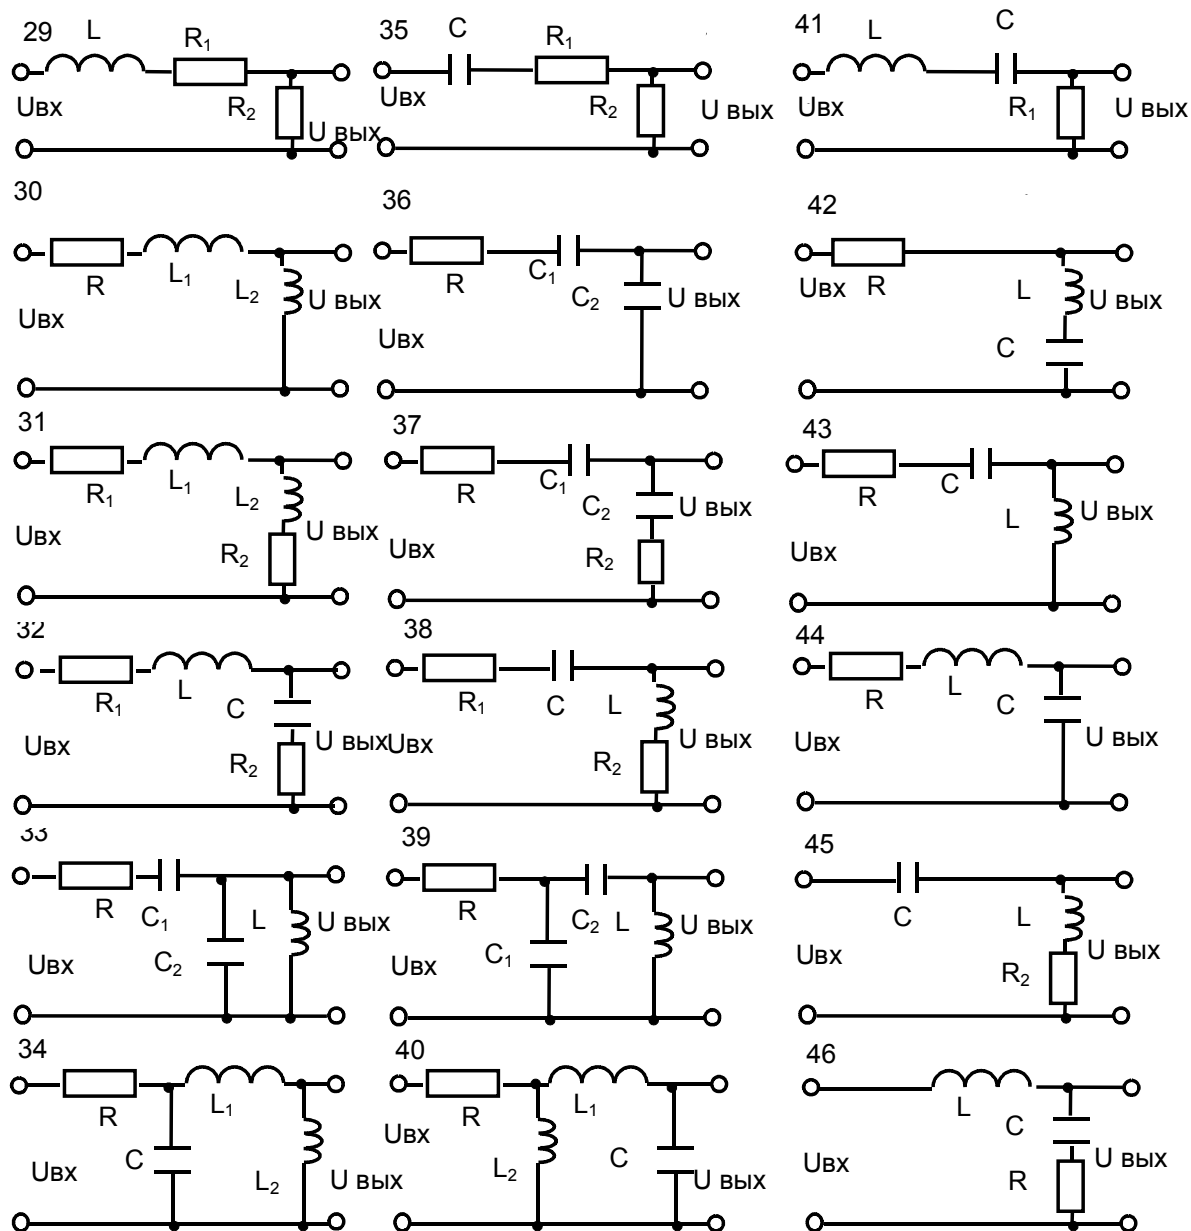 29 L R₁
Uвх R₂ U вых
35 C R₁
Uвх R₂ U вых
41 L C
Uвх R₁ U вых
30
R L₁ L₂ U вых
Uвх
36
R C₁ C₂ U вых
Uвх
42
Uвх R L U вых
C
31
R₁ L₁ L₂ U вых
Uвх R₂
37
R C₁ C₂ U вых
Uвх R₂
43
R C L U вых
Uвх
32
R₁ L C
Uвх R₂ U вых
38
R₁ C L
Uвх R₂ U вых
44
R L C
Uвх U вых
33
R C₁ L U вых
Uвх C₂
39
R C₂ L U вых
Uвх C₁
45
C L
Uвх R₂ U вых
34
R L₁
Uвх C L₂ U вых
40
R L₁
Uвх L₂ C U вых
46
L C
Uвх R U вых